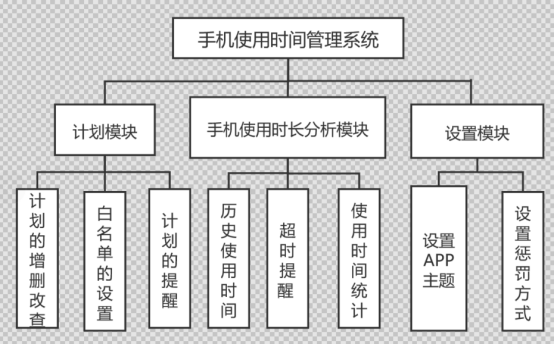 手机使用时间管理系统
计划模块
手机使用时长分析模块
设置模块
计划的增删改查
白名单的设置
计划的提醒
历史使用时间
超时提醒
使用时间统计
设置
APP
主题
设置惩罚方式